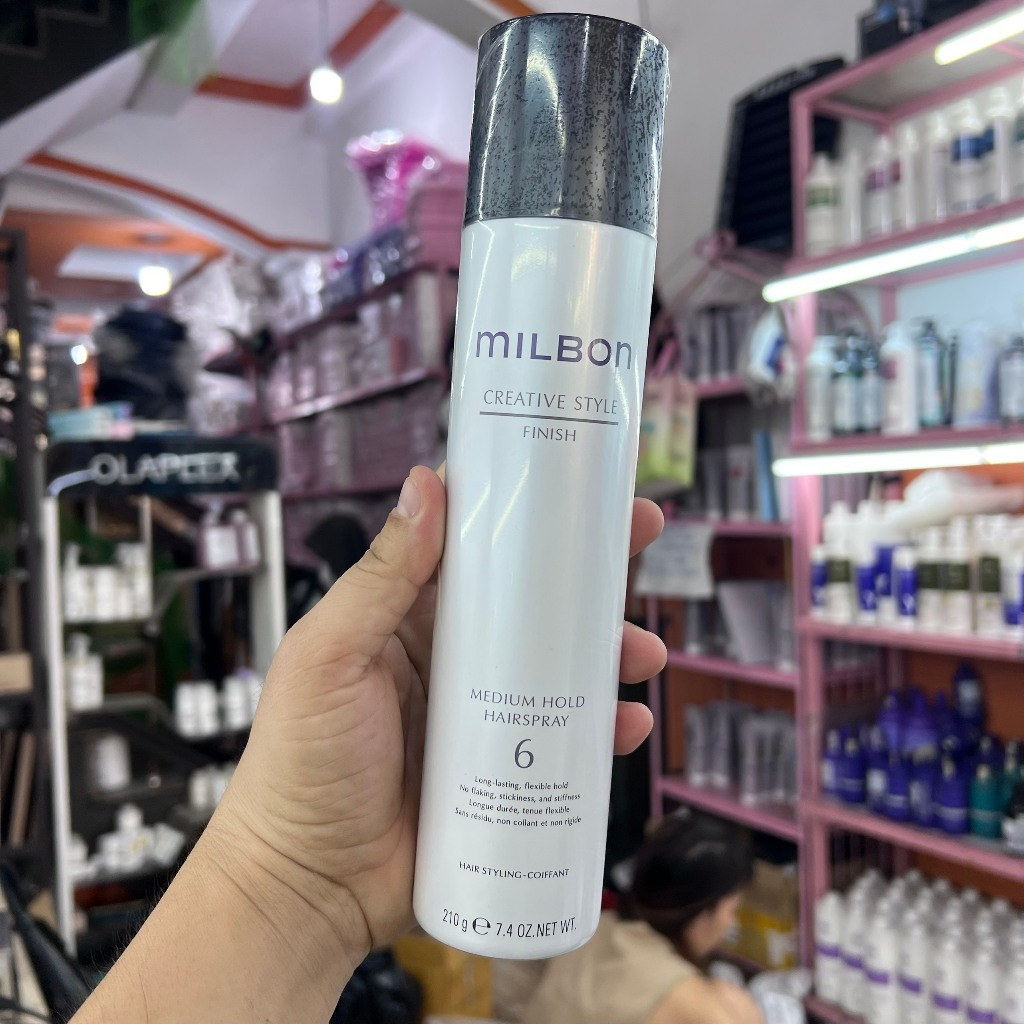 mILBon
CREATIVE STYLE
FINISH
MEDIUM HOLD
HAIRSPRAY
6
Long-lasting, flexible hold
No flaking, stickiness, and stiffness
Longue durée, tenue flexible
Sans résidu, non collant et non rigide
HAIR STYLING-COIFFANT
210 g ℮ 7.4 OZ. NET WT.
OLAPLEX